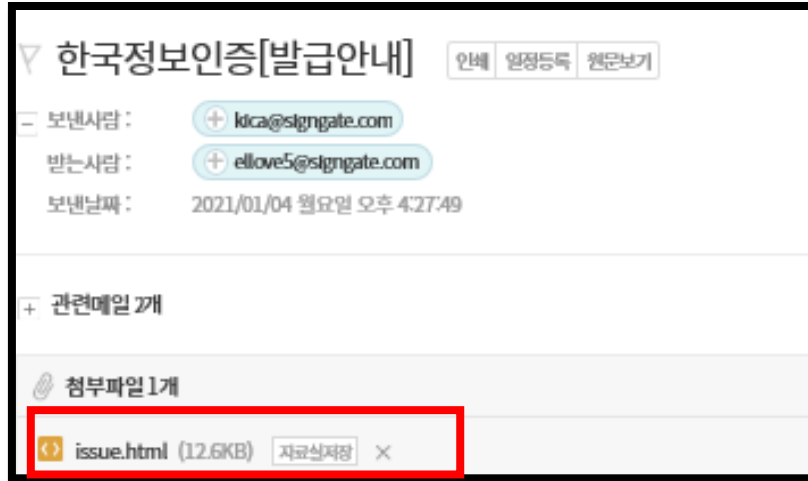 한국정보인증[발급안내] 인쇄 일정등록 원문보기
보낸사람 : kica@signgate.com
받는사람 : ellove5@signgate.com
보낸날짜 : 2021/01/04 월요일 오후 4:27:49
관련메일 2개
첨부파일 1개
issue.html (12.6KB) 자료실저장